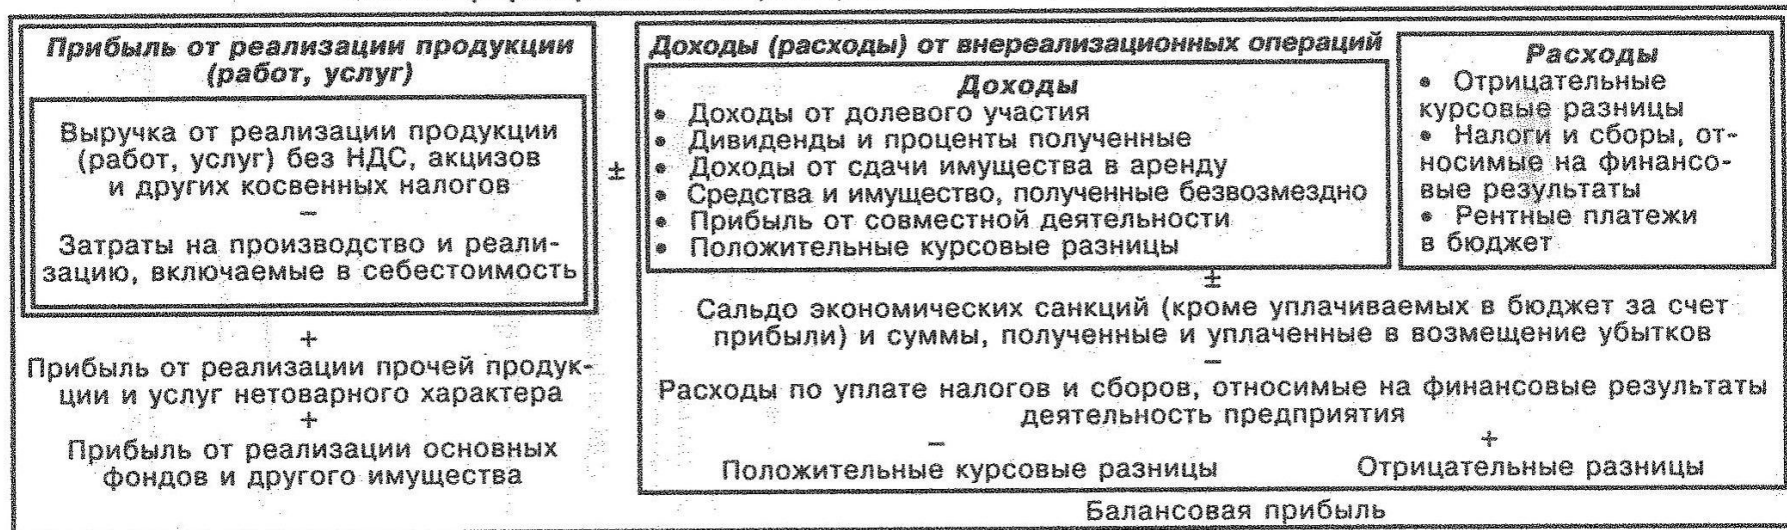 Прибыль от реализации продукции
(работ, услуг)
Выручка от реализации продукции
(работ, услуг) без НДС, акцизов
и других косвенных налогов
–
Затраты на производство и реали-
зацию, включаемые в себестоимость
+
Прибыль от реализации прочей продук-
ции и услуг нетоварного характера
+
Прибыль от реализации основных
фондов и другого имущества
±
Доходы (расходы) от внереализационных операций
Доходы
• Доходы от долевого участия
• Дивиденды и проценты полученные
• Доходы от сдачи имущества в аренду
• Средства и имущество, полученные безвозмездно
• Прибыль от совместной деятельности
• Положительные курсовые разницы
Расходы
• Отрицательные
курсовые разницы
• Налоги и сборы, от-
носимые на финансо-
вые результаты
• Рентные платежи
в бюджет
±
Сальдо экономических санкций (кроме уплачиваемых в бюджет за счет
прибыли) и суммы, полученные и уплаченные в возмещение убытков
–
Расходы по уплате налогов и сборов, относимые на финансовые результаты
деятельность предприятия
– +
Положительные курсовые разницы Отрицательные разницы
Балансовая прибыль